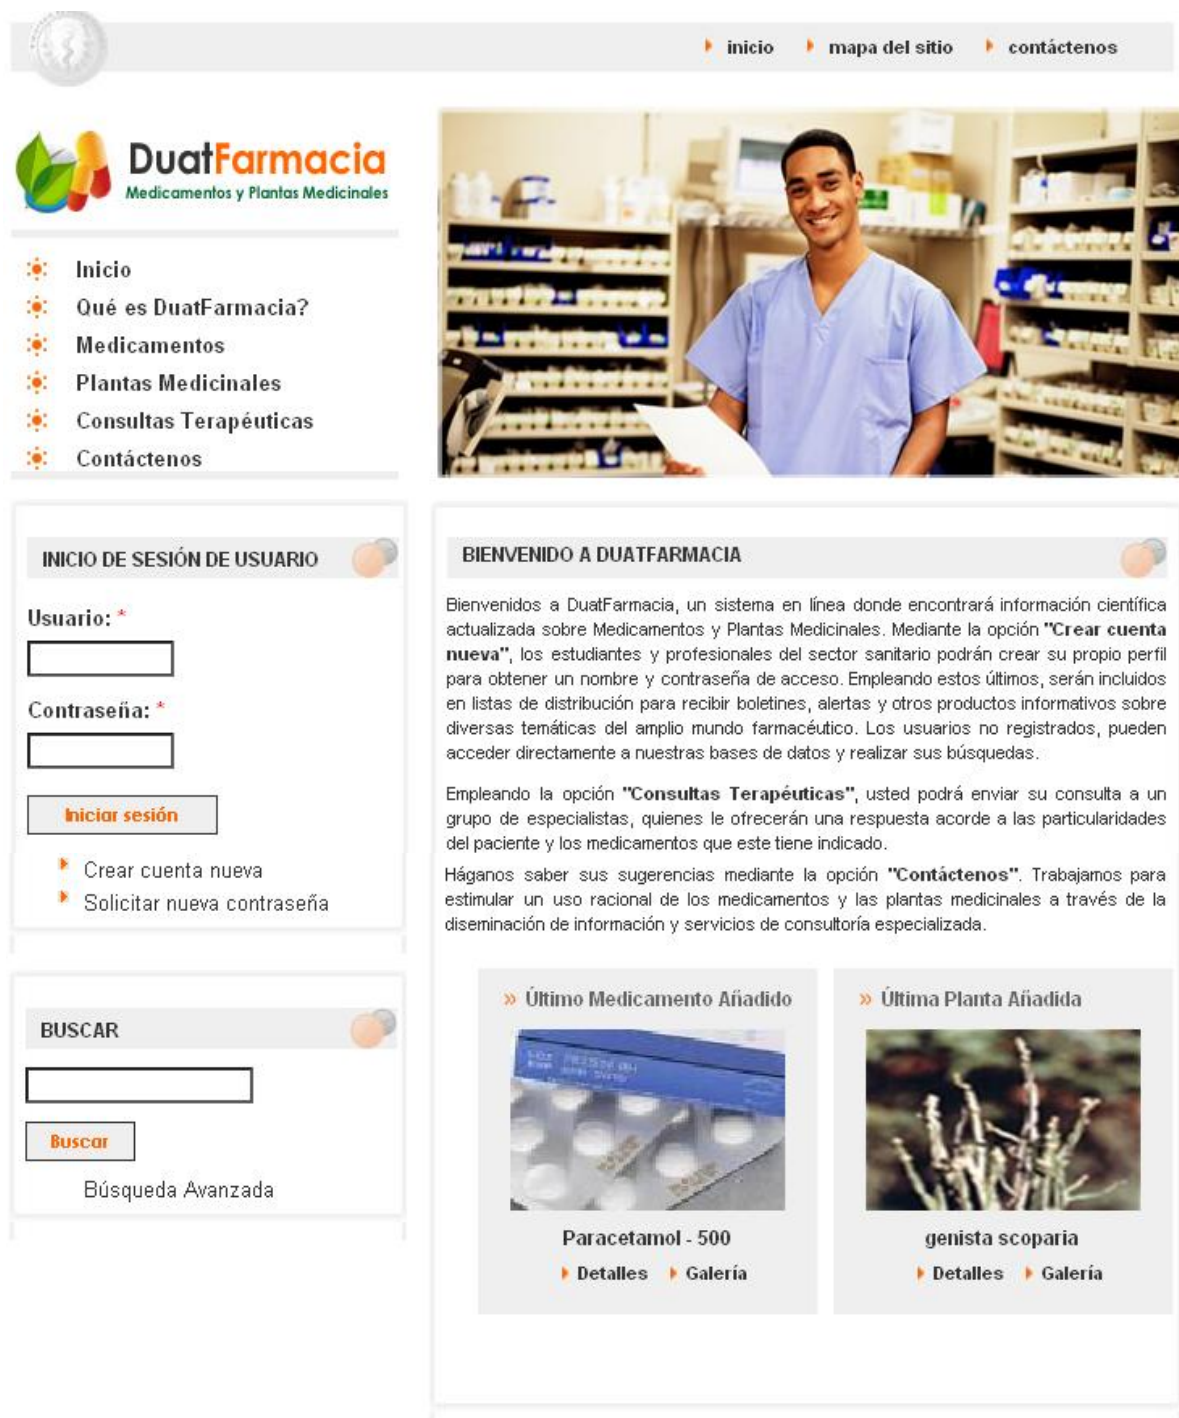 inicio
mapa del sitio
contáctenos
DuatFarmacia
Medicamentos y Plantas Medicinales
Inicio
Qué es DuatFarmacia?
Medicamentos
Plantas Medicinales
Consultas Terapéuticas
Contáctenos
INICIO DE SESIÓN DE USUARIO
Usuario: *
Contraseña: *
Iniciar sesión
Crear cuenta nueva
Solicitar nueva contraseña
BUSCAR
Buscar
Búsqueda Avanzada
BIENVENIDO A DUATFARMACIA
Bienvenidos a DuatFarmacia, un sistema en línea donde encontrará información científica
actualizada sobre Medicamentos y Plantas Medicinales. Mediante la opción "Crear cuenta
nueva", los estudiantes y profesionales del sector sanitario podrán crear su propio perfil
para obtener un nombre y contraseña de acceso. Empleando estos últimos, serán incluidos
en listas de distribución para recibir boletines, alertas y otros productos informativos sobre
diversas temáticas del amplio mundo farmacéutico. Los usuarios no registrados, pueden
acceder directamente a nuestras bases de datos y realizar sus búsquedas.
Empleando la opción "Consultas Terapéuticas", usted podrá enviar su consulta a un
grupo de especialistas, quienes le ofrecerán una respuesta acorde a las particularidades
del paciente y los medicamentos que este tiene indicado.
Háganos saber sus sugerencias mediante la opción "Contáctenos". Trabajamos para
estimular un uso racional de los medicamentos y las plantas medicinales a través de la
diseminación de información y servicios de consultoría especializada.
» Último Medicamento Añadido
Paracetamol - 500
Detalles Galería
» Última Planta Añadida
genista scoparia
Detalles Galería